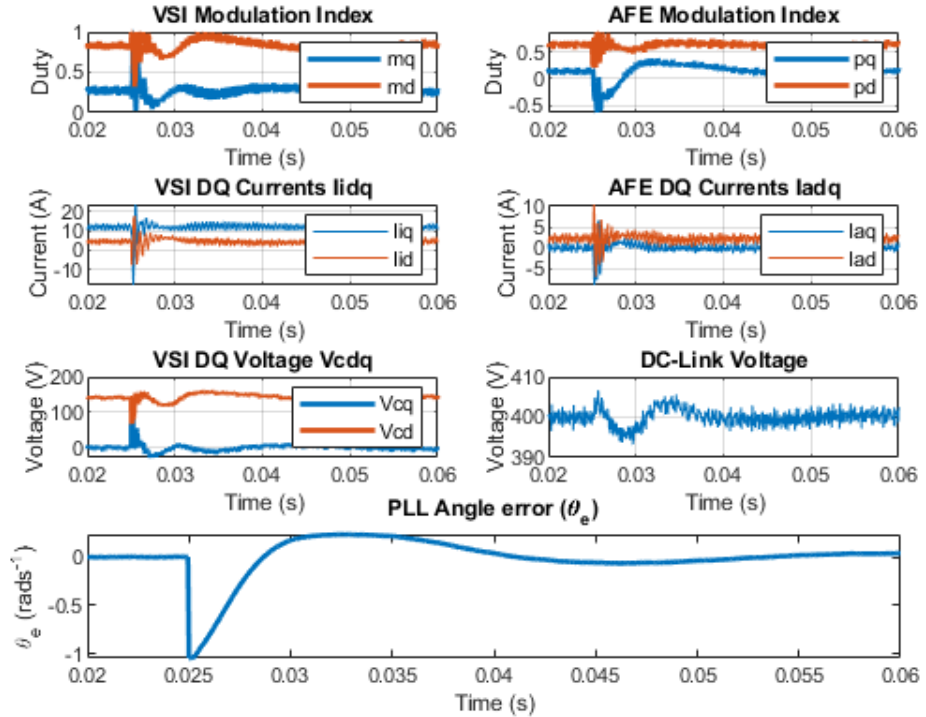 VSI Modulation Index
Duty
1
0.5
0
mq
md
0.02 0.03 0.04 0.05 0.06
Time (s)
AFE Modulation Index
Duty
0.5
0
-0.5
pq
pd
0.02 0.03 0.04 0.05 0.06
Time (s)
VSI DQ Currents Iidq
Current (A)
20
10
0
-10
Iiq
Iid
0.02 0.03 0.04 0.05 0.06
Time (s)
AFE DQ Currents Iadq
Current (A)
10
5
0
-5
Iaq
Iad
0.02 0.03 0.04 0.05 0.06
Time (s)
VSI DQ Voltage Vcdq
Voltage (V)
200
100
0
Vcq
Vcd
0.02 0.03 0.04 0.05 0.06
Time (s)
DC-Link Voltage
Voltage (V)
410
400
390
0.02 0.03 0.04 0.05 0.06
Time (s)
PLL Angle error (θe)
θe (rads-1)
0
-0.5
-1
0.02 0.025 0.03 0.035 0.04 0.045 0.05 0.055 0.06
Time (s)